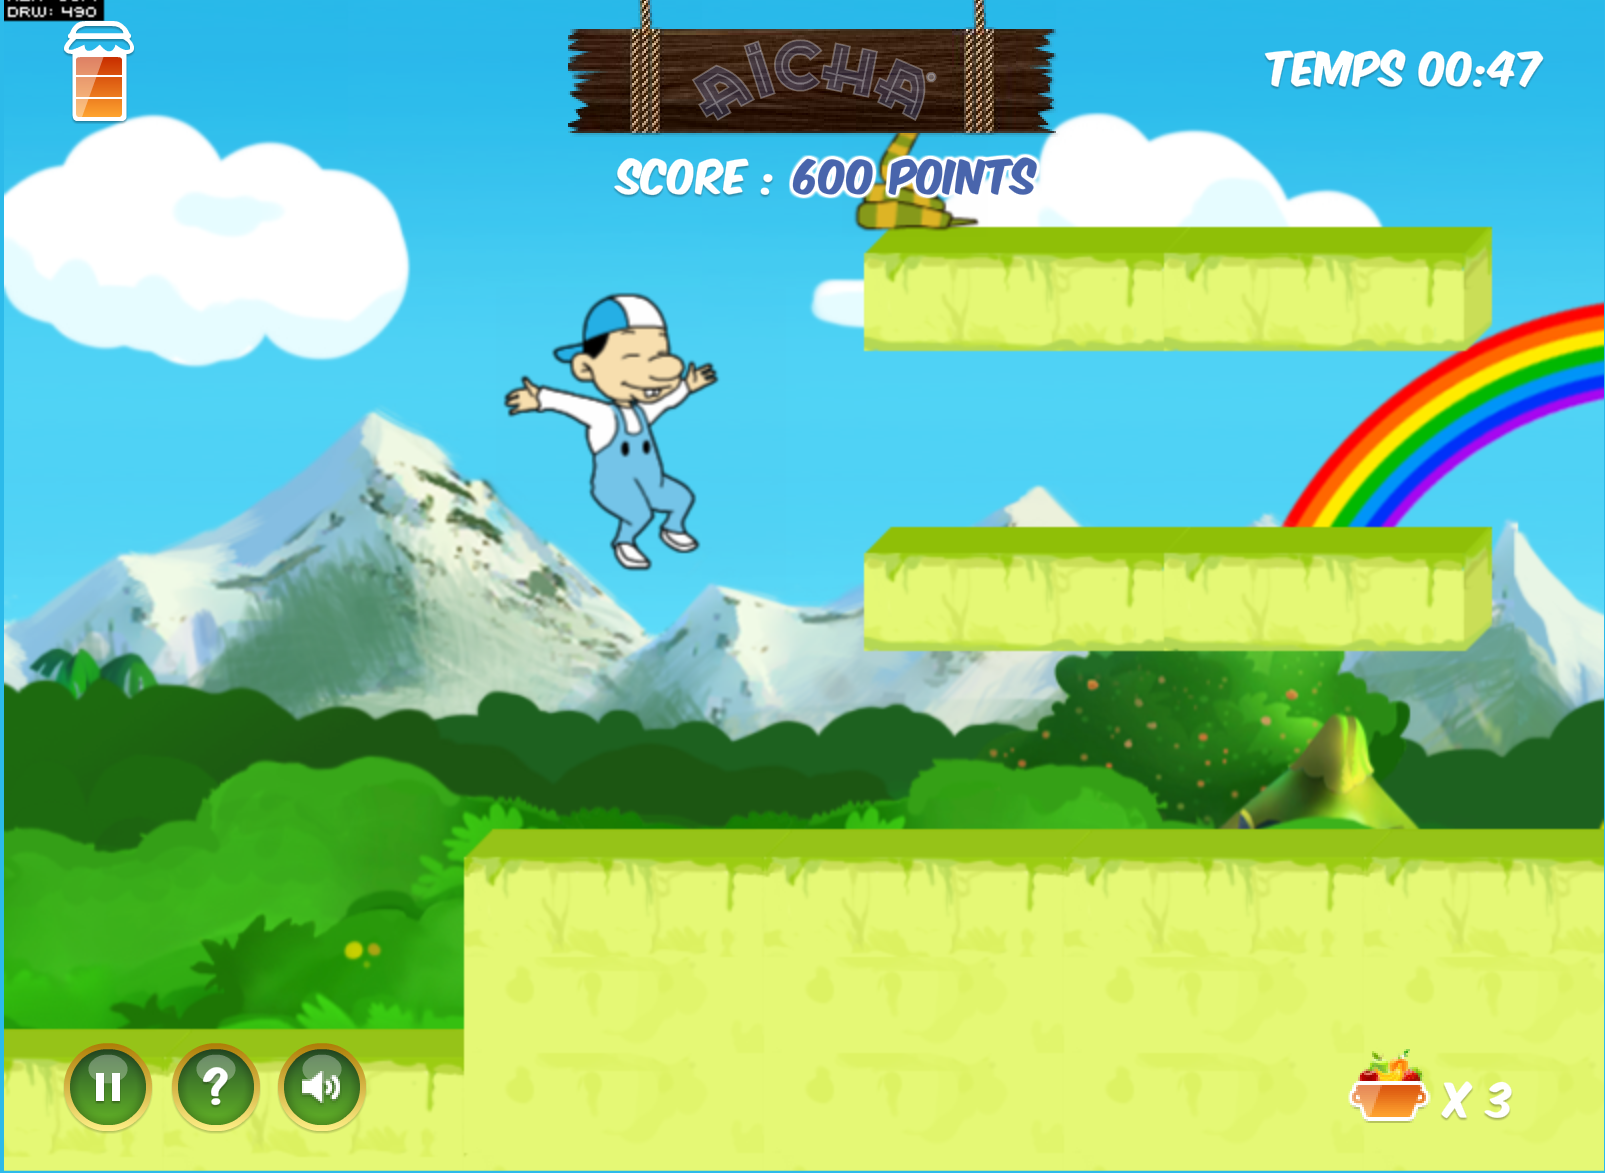 DRW: 490
AICHA®
TEMPS 00:47
SCORE : 600 POINTS
?
X 3